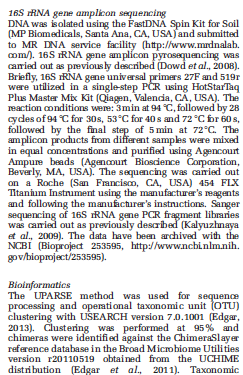 16S rRNA gene amplicon sequencing
DNA was isolated using the FastDNA Spin Kit for Soil
(MP Biomedicals, Santa Ana, CA, USA) and submitted
to MR DNA service facility (http://www.mrdnalab.
com/). 16S rRNA gene amplicon pyrosequencing was
carried out as previously described (Dowd et al., 2008).
Briefly, 16S rRNA gene universal primers 27F and 519r
were utilized in a single-step PCR using HotStarTaq
Plus Master Mix Kit (Qiagen, Valencia, CA, USA). The
reaction conditions were: 3 min at 94 °C, followed by 28
cycles of 94 °C for 30s, 53 °C for 40 s and 72 °C for 60 s,
followed by the final step of 5 min at 72 °C. The
amplicon products from different samples were mixed
in equal concentrations and purified using Agencourt
Ampure beads (Agencourt Bioscience Corporation,
Beverly, MA, USA). The sequencing was carried out
on a Roche (San Francisco, CA, USA) 454 FLX
Titanium Instrument using the manufacturer's reagents
and following the manufacturer's instructions. Sanger
sequencing of 16S rRNA gene PCR fragment libraries
was carried out as previously described (Kalyuzhnaya
et al., 2009). The data have been archived with the
NCBI (Bioproject 253595, http://www.ncbi.nlm.nih.
gov/bioproject/253595).
Bioinformatics
The UPARSE method was used for sequence
processing and operational taxonomic unit (OTU)
clustering with USEARCH version 7.0.1001 (Edgar,
2013). Clustering was performed at 95% and
chimeras were identified against the ChimeraSlayer
reference database in the Broad Microbiome Utilities
version r20110519 obtained from the UCHIME
distribution (Edgar et al., 2011). Taxonomic